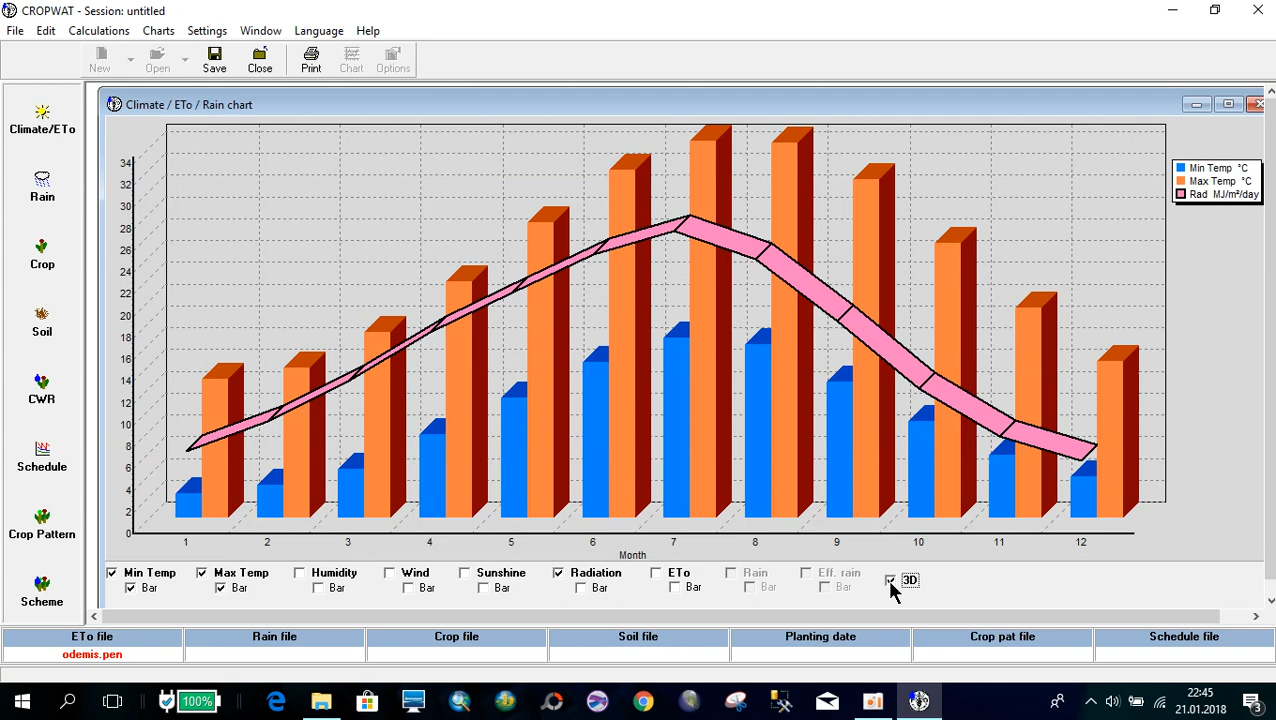 CROPWAT - Session: untitled
File Edit Calculations Charts Settings Window Language Help
New Open Save Close Print Chart Options
Climate/ETo
Rain
Crop
Soil
CWR
Schedule
Crop Pattern
Scheme
Climate / ETo / Rain chart
34
32
30
28
26
24
22
20
18
16
14
12
10
8
6
4
2
0
1 2 3 4 5 6 7 8 9 10 11 12
Month
Min Temp °C
Max Temp °C
Rad MJ/m²/day
Min Temp Max Temp Humidity Wind Sunshine Radiation ETo Rain Eff. rain 3D
Bar Bar Bar Bar Bar Bar Bar Bar Bar
ETo file Rain file Crop file Soil file Planting date Crop pat file Schedule file
odemis.pen
100%
22:45
21.01.2018
3